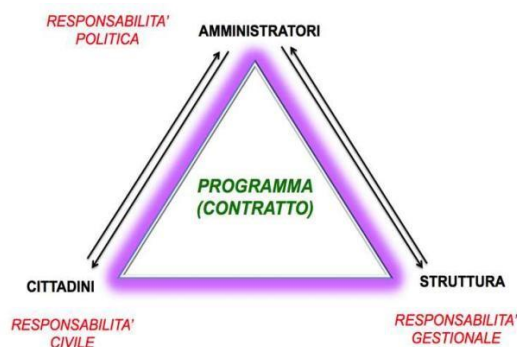 RESPONSABILITA'
POLITICA
AMMINISTRATORI
PROGRAMMA
(CONTRATTO)
CITTADINI
STRUTTURA
RESPONSABILITA'
CIVILE
RESPONSABILITA'
GESTIONALE